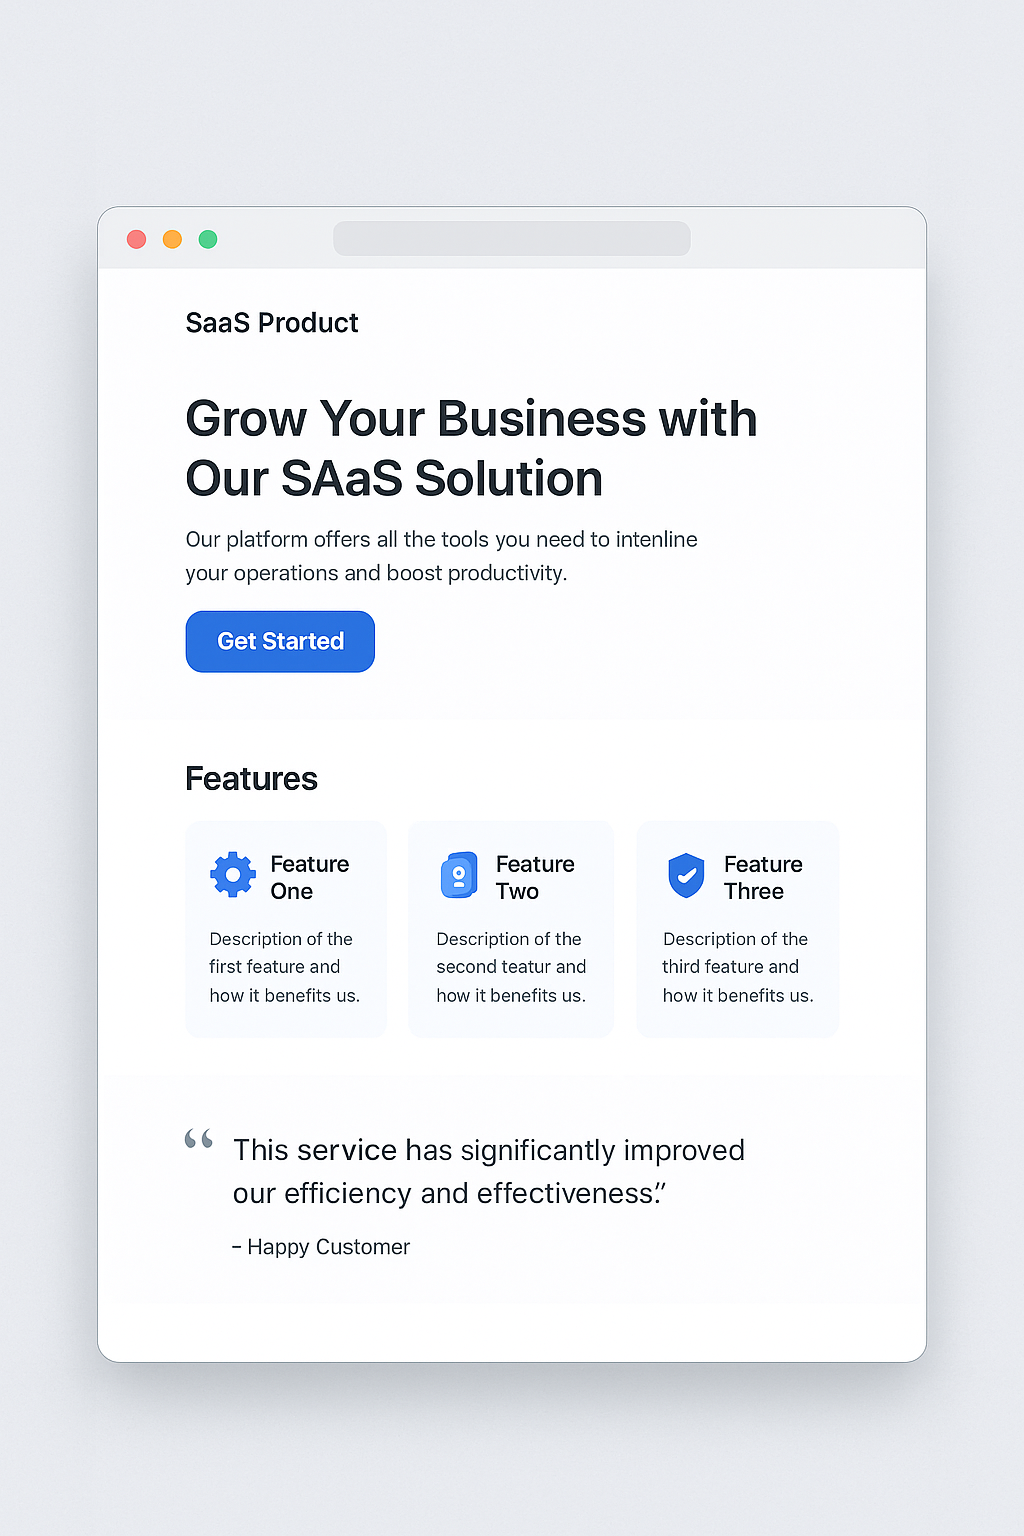 SaaS Product
Grow Your Business with
Our SAaS Solution
Our platform offers all the tools you need to intenline
your operations and boost productivity.
Get Started
Features
Feature
One
Description of the
first feature and
how it benefits us.
Feature
Two
Description of the
second teatur and
how it benefits us.
Feature
Three
Description of the
third feature and
how it benefits us.
“ This service has significantly improved
our efficiency and effectiveness.”
– Happy Customer